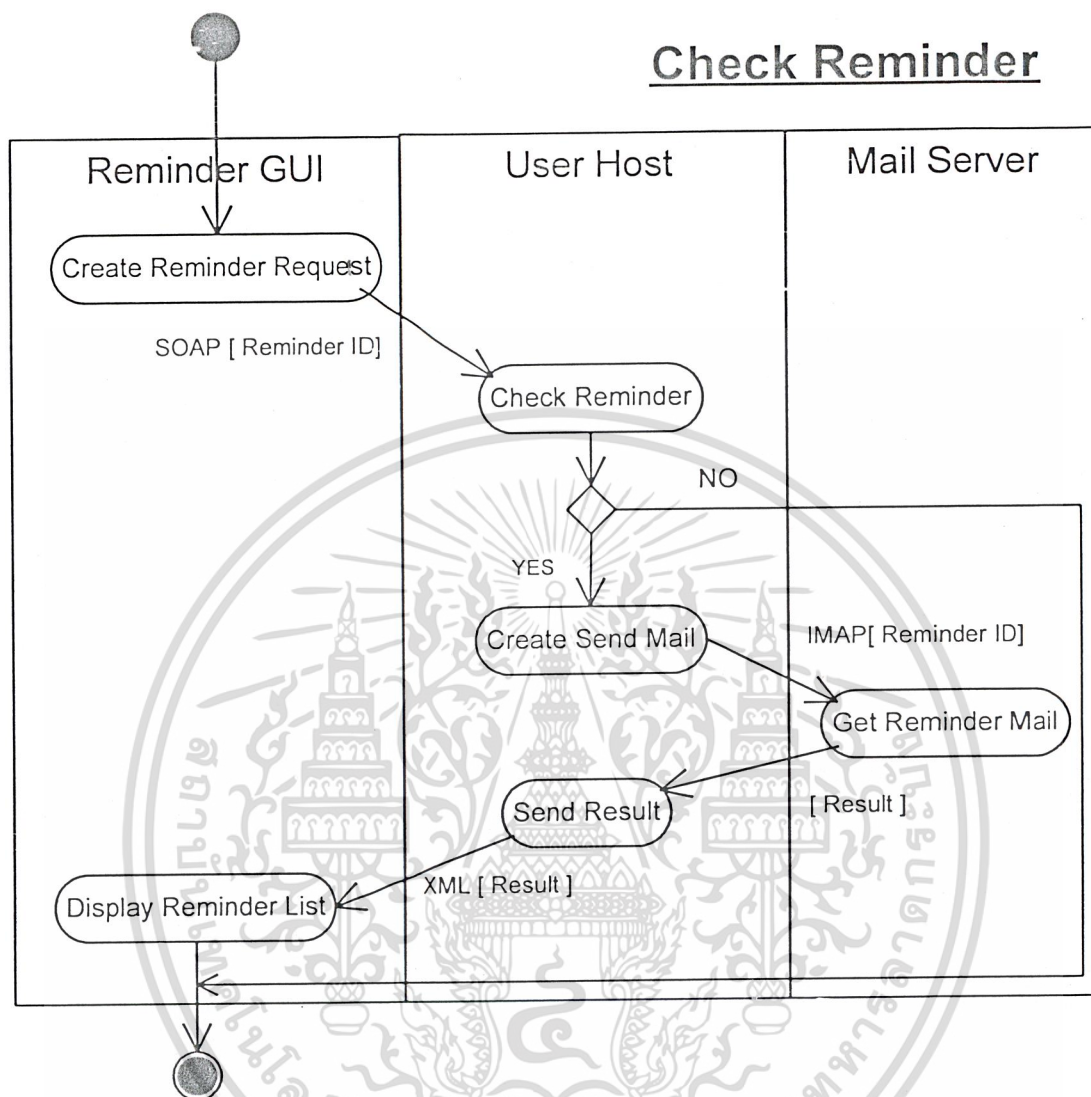 Check Reminder
Reminder GUI
User Host
Mail Server
Create Reminder Request
SOAP [ Reminder ID]
Check Reminder
NO
YES
Create Send Mail
IMAP[ Reminder ID]
Get Reminder Mail
[ Result ]
Send Result
XML [ Result ]
Display Reminder List